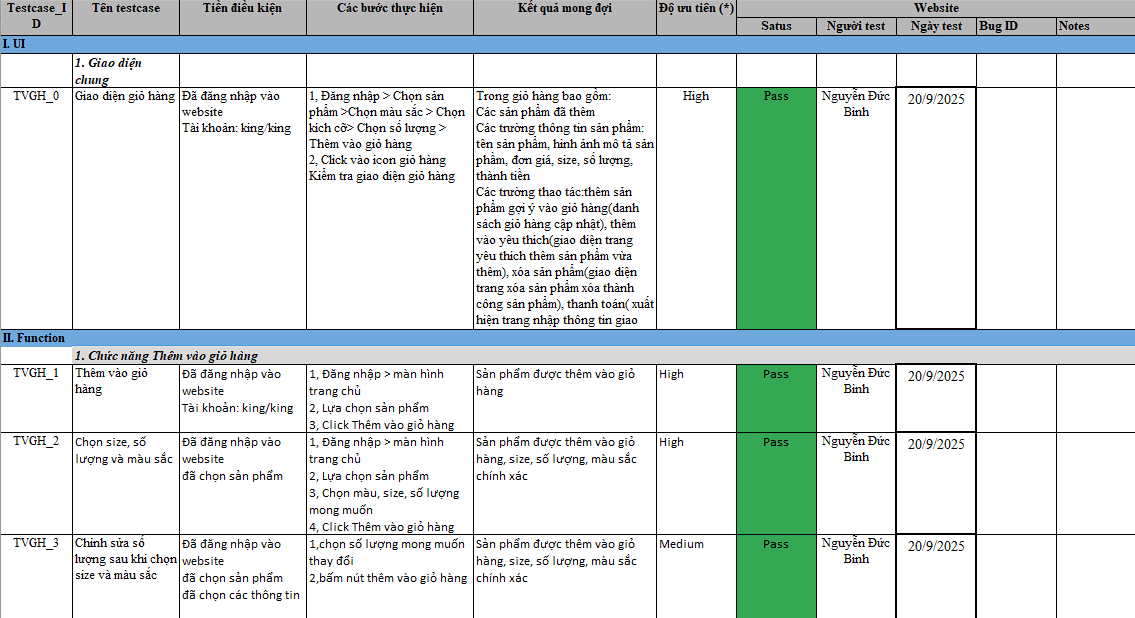 Testcase_I
D
Tên testcase
Tiền điều kiện
Các bước thực hiện
Kết quả mong đợi
Độ ưu tiên (*)
Website
Satus
Người test
Ngày test
Bug ID
Notes
I. UI
1. Giao diện
chung
TVGH_0
Giao diện giỏ hàng
Đã đăng nhập vào
website
Tài khoản: king/king
1, Đăng nhập > Chọn sản
phẩm >Chọn màu sắc > Chọn
kích cỡ> Chọn số lượng >
Thêm vào giỏ hàng
2, Click vào icon giỏ hàng
Kiểm tra giao diện giỏ hàng
Trong giỏ hàng bao gồm:
Các sản phẩm đã thêm
Các trường thông tin sản phẩm:
tên sản phẩm, hình ảnh mô tả sản
phẩm, đơn giá, size, số lượng,
thành tiền
Các trường thao tác:thêm sản
phẩm gợi ý vào giỏ hàng(danh
sách giỏ hàng cập nhật), thêm
vào yêu thích(giao diện trang
yêu thích thêm sản phẩm vừa
thêm), xóa sản phẩm(giao diện
trang xóa sản phẩm xóa thành
công sản phẩm), thanh toán( xuất
hiện trang nhập thông tin giao
High
Pass
Nguyễn Đức
Bình
20/9/2025
II. Function
1. Chức năng Thêm vào giỏ hàng
TVGH_1
Thêm vào giỏ
hàng
Đã đăng nhập vào
website
Tài khoản: king/king
1, Đăng nhập > màn hình
trang chủ
2, Lựa chọn sản phẩm
3, Click Thêm vào giỏ hàng
Sản phẩm được thêm vào giỏ
hàng
High
Pass
Nguyễn Đức
Bình
20/9/2025
TVGH_2
Chọn size, số
lượng và màu sắc
Đã đăng nhập vào
website
đã chọn sản phẩm
1, Đăng nhập > màn hình
trang chủ
2, Lựa chọn sản phẩm
3, Chọn màu, size, số lượng
mong muốn
4, Click Thêm vào giỏ hàng
Sản phẩm được thêm vào giỏ
hàng, size, số lượng, màu sắc
chính xác
High
Pass
Nguyễn Đức
Bình
20/9/2025
TVGH_3
Chỉnh sửa số
lượng sau khi chọn
size và màu sắc
Đã đăng nhập vào
website
đã chọn sản phẩm
đã chọn các thông tin
1,chọn số lượng mong muốn
thay đổi
2,bấm nút thêm vào giỏ hàng
Sản phẩm được thêm vào giỏ
hàng, size, số lượng, màu sắc
chính xác
Medium
Pass
Nguyễn Đức
Bình
20/9/2025